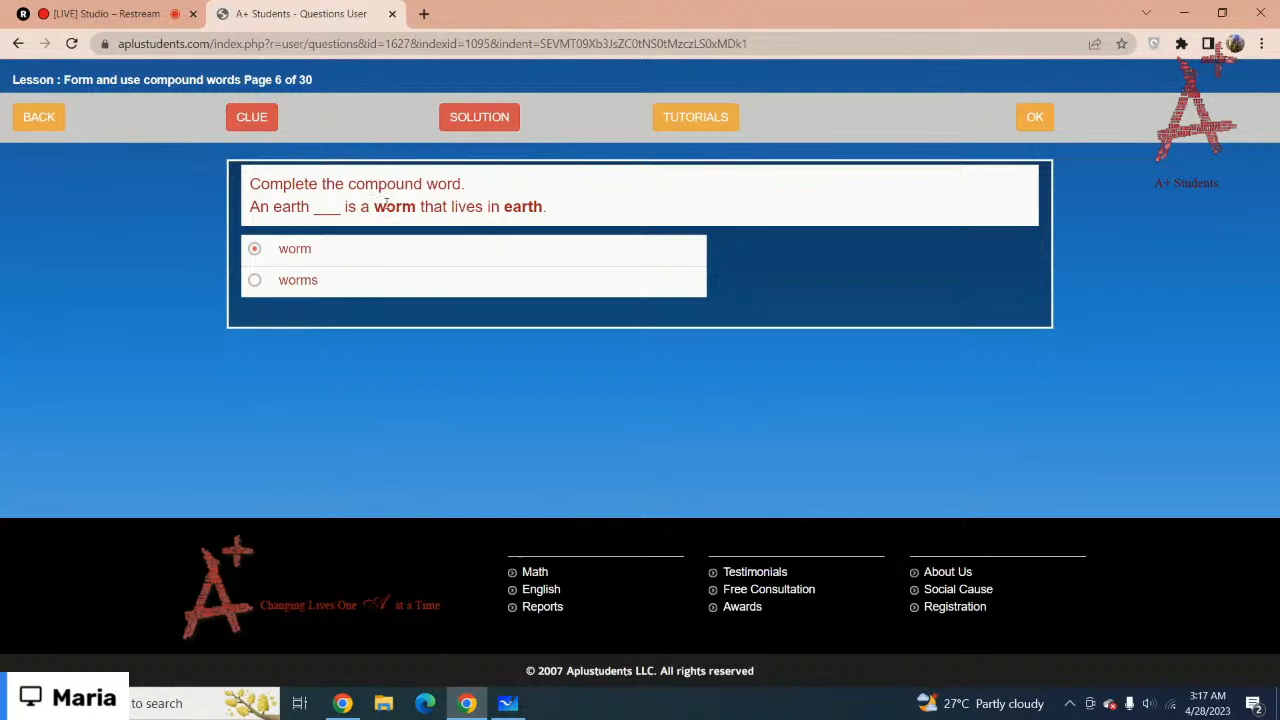 [LIVE] Studio – Restream
A+ Students - Questions User
aplustudents.com/index.php?r=user/questions&id=1627&indexid=1095&indent=SEVMT09Xb3JsZC0tNS0tMzczLS0xMDk1
Lesson : Form and use compound words Page 6 of 30
BACK
CLUE
SOLUTION
TUTORIALS
OK
A+ Students
Complete the compound word.
An earth ___ is a worm that lives in earth.
worm
worms
Changing Lives One A at a Time
Math
English
Reports
Testimonials
Free Consultation
Awards
About Us
Social Cause
Registration
© 2007 Aplustudents LLC. All rights reserved
Maria
to search
27°C Partly cloudy
3:17 AM
4/28/2023
2